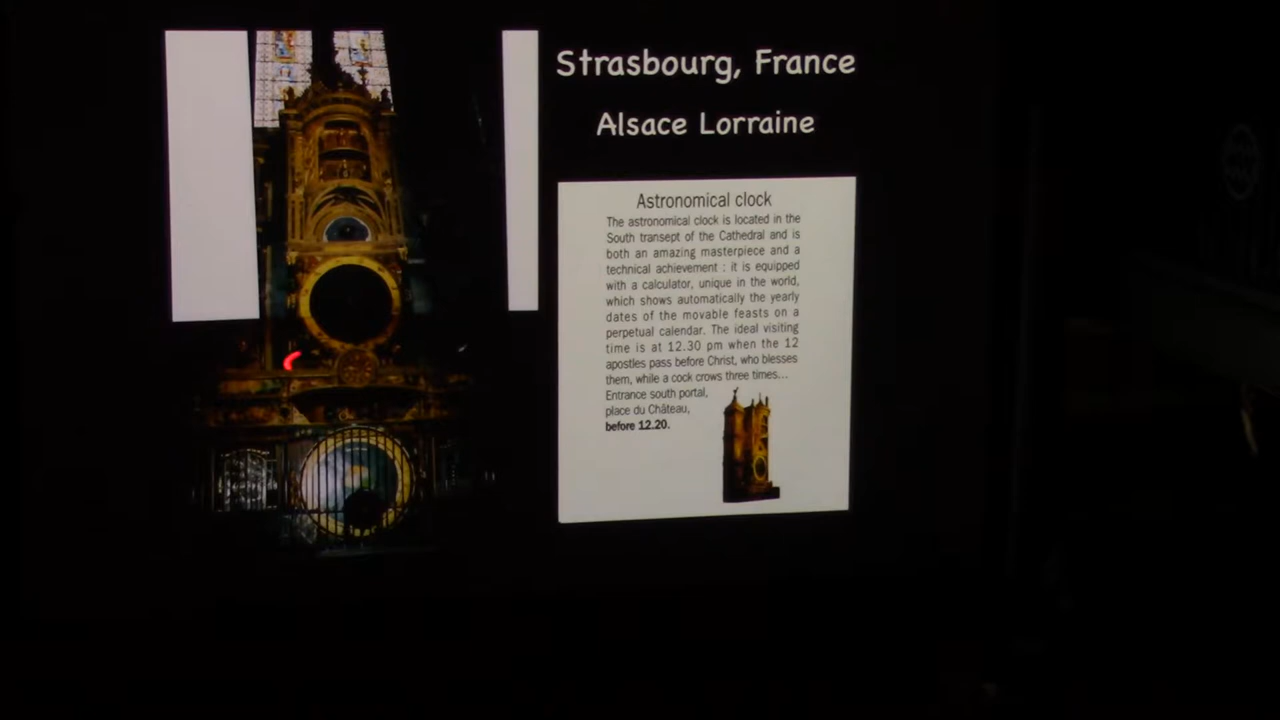 Strasbourg, France
Alsace Lorraine
Astronomical clock
The astronomical clock is located in the
South transept of the Cathedral and is
both an amazing masterpiece and a
technical achievement : it is equipped
with a calculator, unique in the world,
which shows automatically the yearly
dates of the movable feasts on a
perpetual calendar. The ideal visiting
time is at 12.30 pm when the 12
apostles pass before Christ, who blesses
them, while a cock crows three times...
Entrance south portal,
place du Château,
before 12.20.